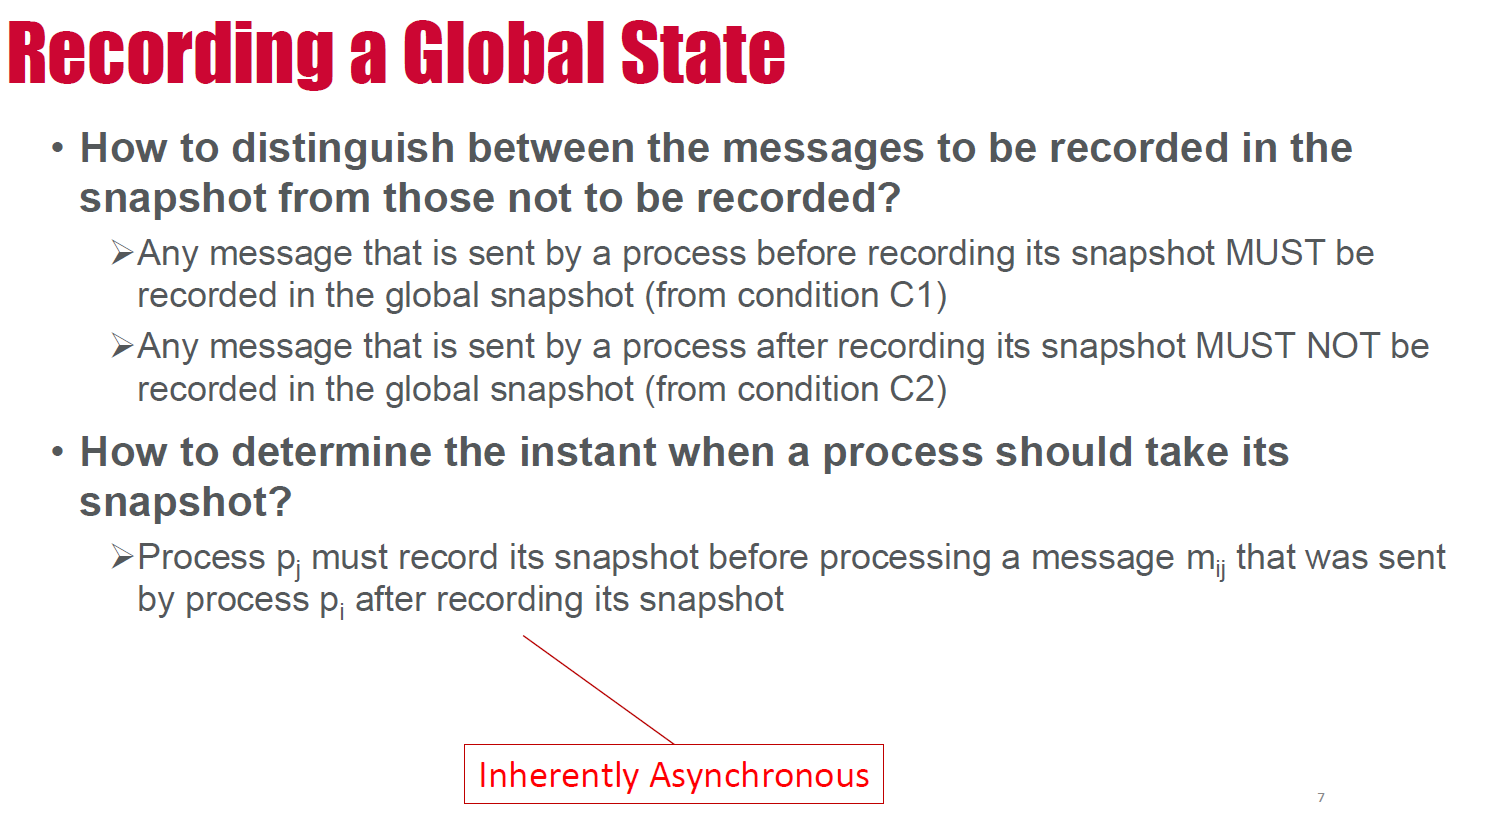 Recording a Global State
• How to distinguish between the messages to be recorded in the
snapshot from those not to be recorded?
➢Any message that is sent by a process before recording its snapshot MUST be
recorded in the global snapshot (from condition C1)
➢Any message that is sent by a process after recording its snapshot MUST NOT be
recorded in the global snapshot (from condition C2)
• How to determine the instant when a process should take its
snapshot?
➢Process pj must record its snapshot before processing a message mij that was sent
by process pi after recording its snapshot
Inherently Asynchronous
7